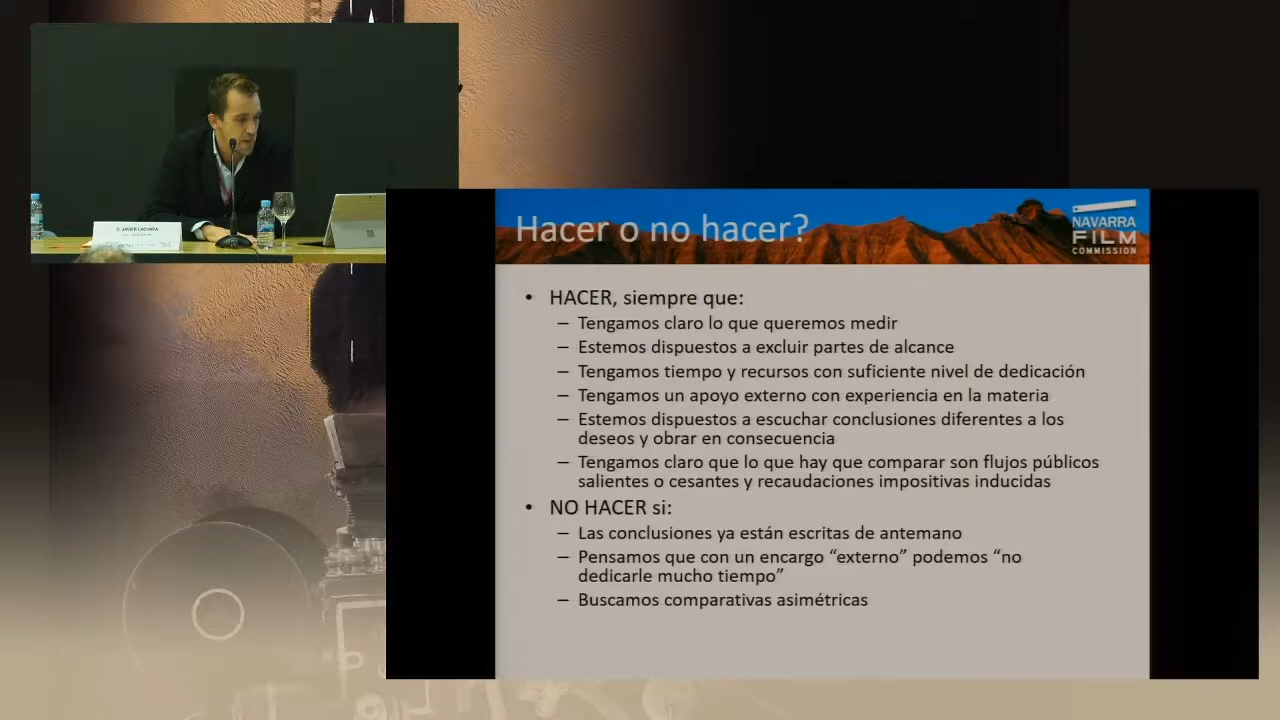 C. JAVIER LACUNZA
Hacer o no hacer?
NAVARRA
FILM
COMMISSION
• HACER, siempre que:
– Tengamos claro lo que queremos medir
– Estemos dispuestos a excluir partes de alcance
– Tengamos tiempo y recursos con suficiente nivel de dedicación
– Tengamos un apoyo externo con experiencia en la materia
– Estemos dispuestos a escuchar conclusiones diferentes a los
deseos y obrar en consecuencia
– Tengamos claro que lo que hay que comparar son flujos públicos
salientes o cesantes y recaudaciones impositivas inducidas
• NO HACER si:
– Las conclusiones ya están escritas de antemano
– Pensamos que con un encargo “externo” podemos “no
dedicarle mucho tiempo”
– Buscamos comparativas asimétricas